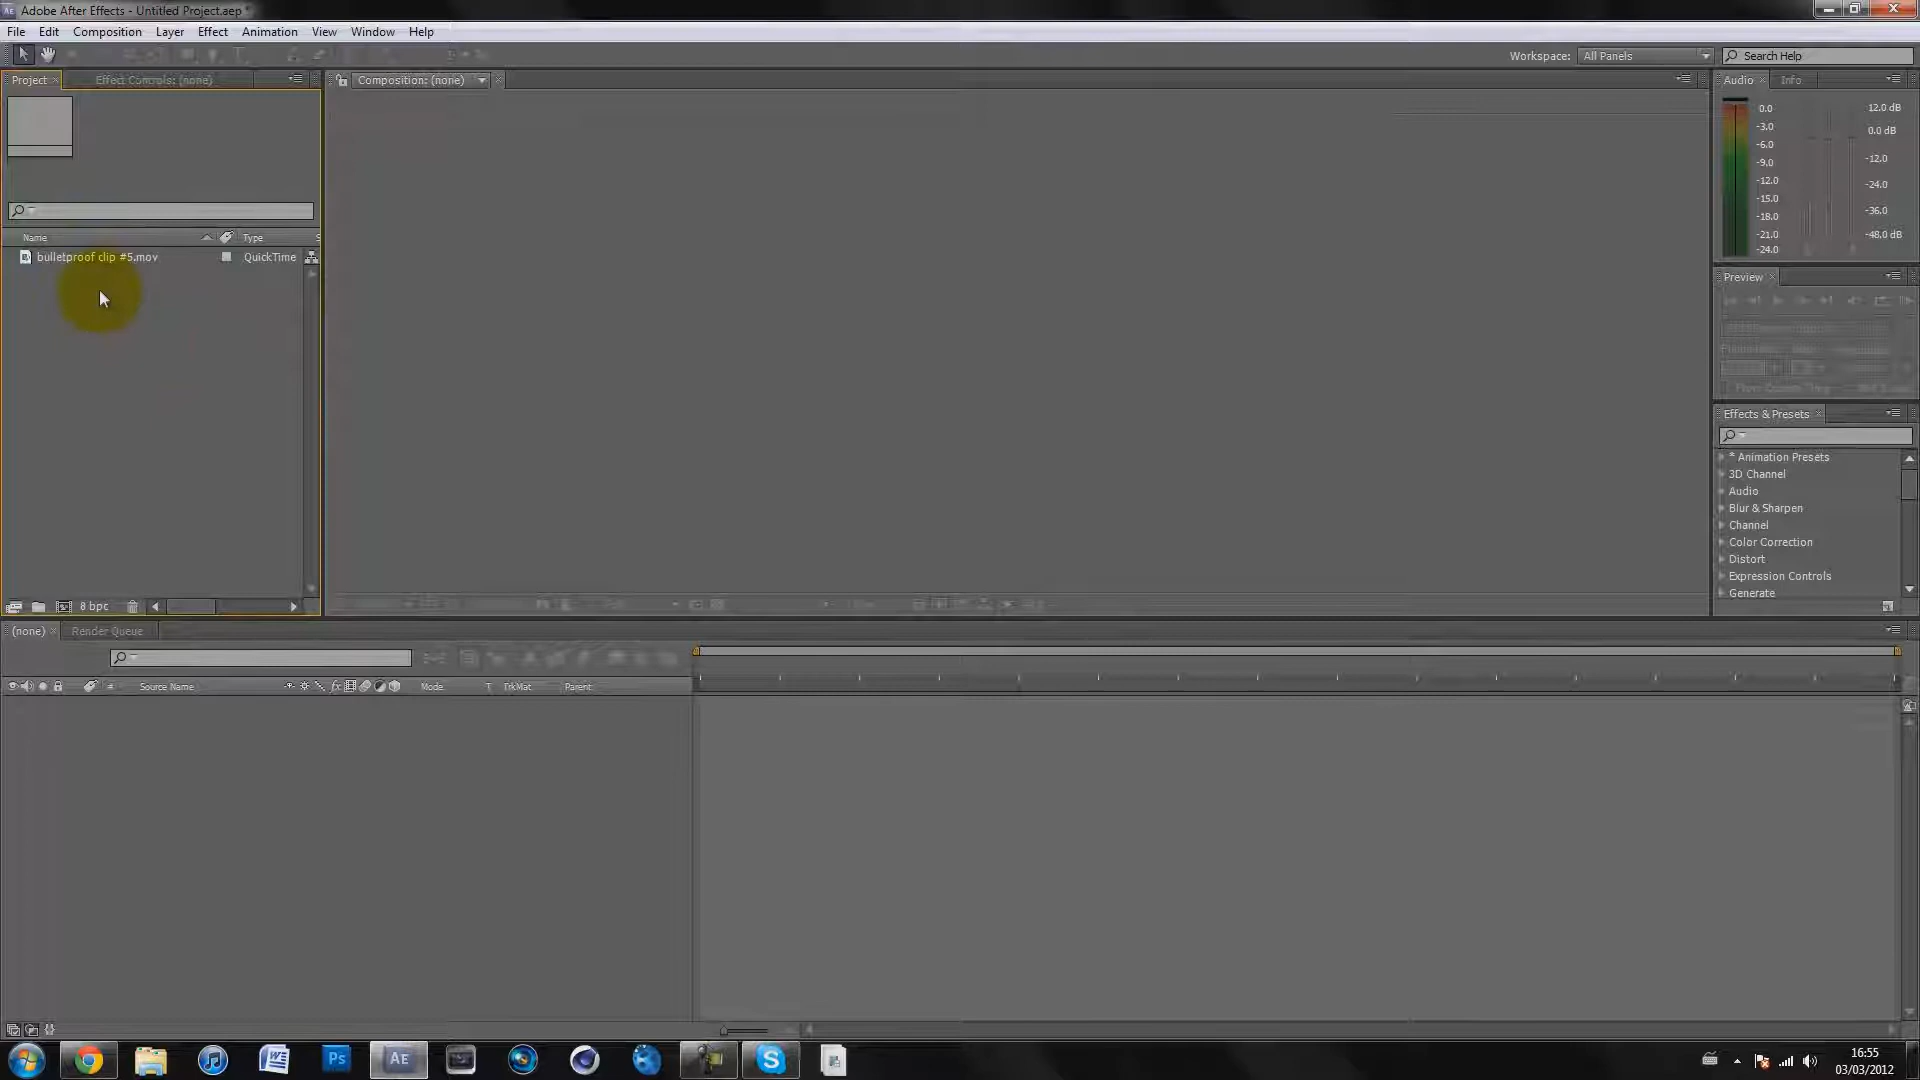 Adobe After Effects - Untitled Project.aep *
File Edit Composition Layer Effect Animation View Window Help
Workspace: All Panels Search Help
Project Effect Controls: (none)
Composition: (none)
Audio Info
0.0 12.0 dB
-3.0 0.0 dB
-6.0
-9.0 -12.0
-12.0 -24.0
-15.0
-18.0 -36.0
-21.0 -48.0 dB
-24.0
Name Type S
bulletproof clip #5.mov QuickTime
Preview
Effects & Presets
* Animation Presets
3D Channel
Audio
Blur & Sharpen
Channel
Color Correction
Distort
Expression Controls
Generate
8 bpc
(none) Render Queue
# Source Name fx Mode T TrkMat Parent
Ps AE
16:55
03/03/2012